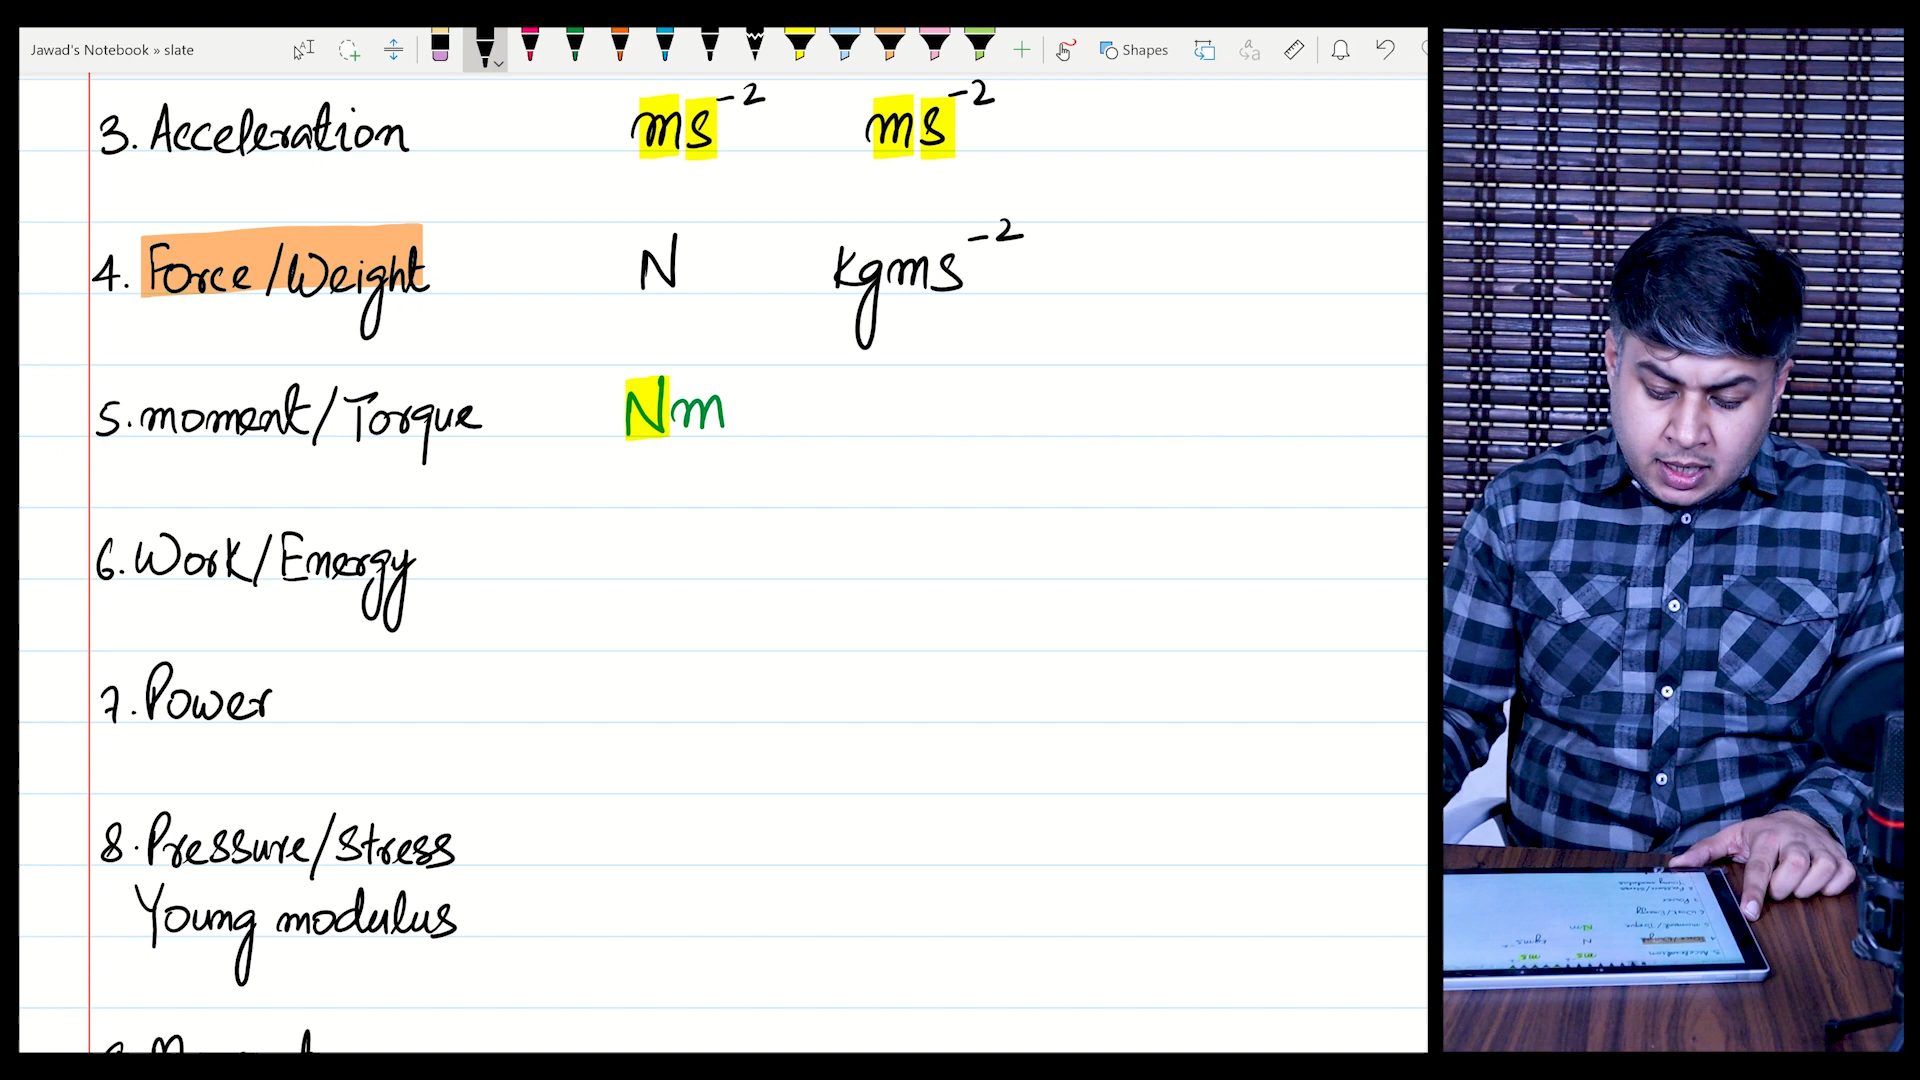 Jawad's Notebook » slate Shapes
3. Acceleration ms⁻² ms⁻²
4. Force/Weight N kgms⁻²
5. moment/Torque Nm
6. Work/Energy
7. Power
8. Pressure/Stress
Young modulus